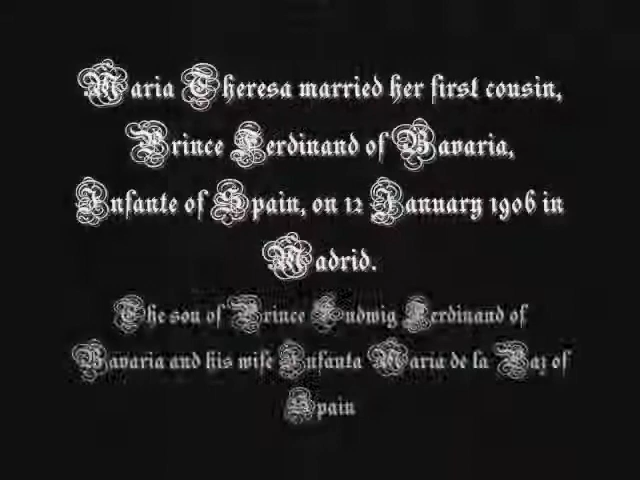 Maria Theresa married her first cousin,
Prince Ferdinand of Bavaria,
Infante of Spain, on 12 January 1906 in
Madrid.
The son of Prince Ludwig Ferdinand of
Bavaria and his wife Infanta Maria de la Paz of
Spain